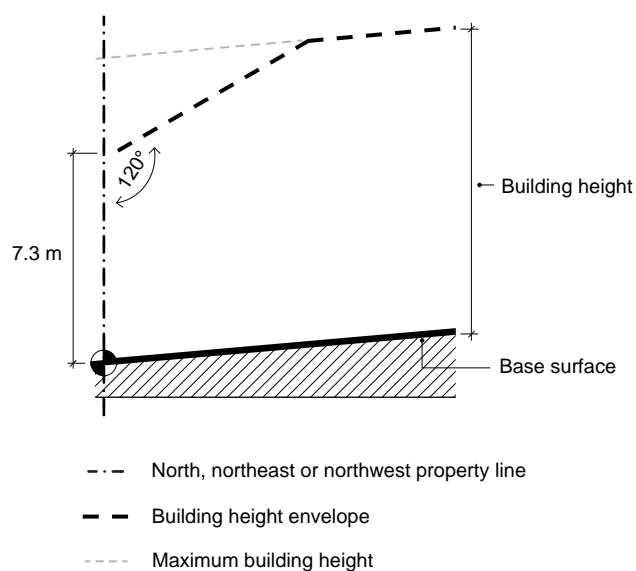 120°
Building height
7.3 m
Base surface
North, northeast or northwest property line
Building height envelope
Maximum building height